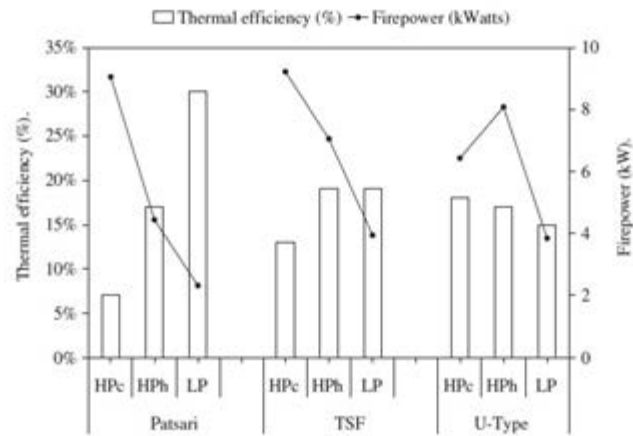 Thermal efficiency (%) Firepower (kWatts)
35%
30%
25%
20%
15%
10%
5%
0%
Thermal efficiency (%).
10
8
6
4
2
0
Firepower (kW).
HPc HPh LP HPc HPh LP HPc HPh LP
Patsari TSF U-Type